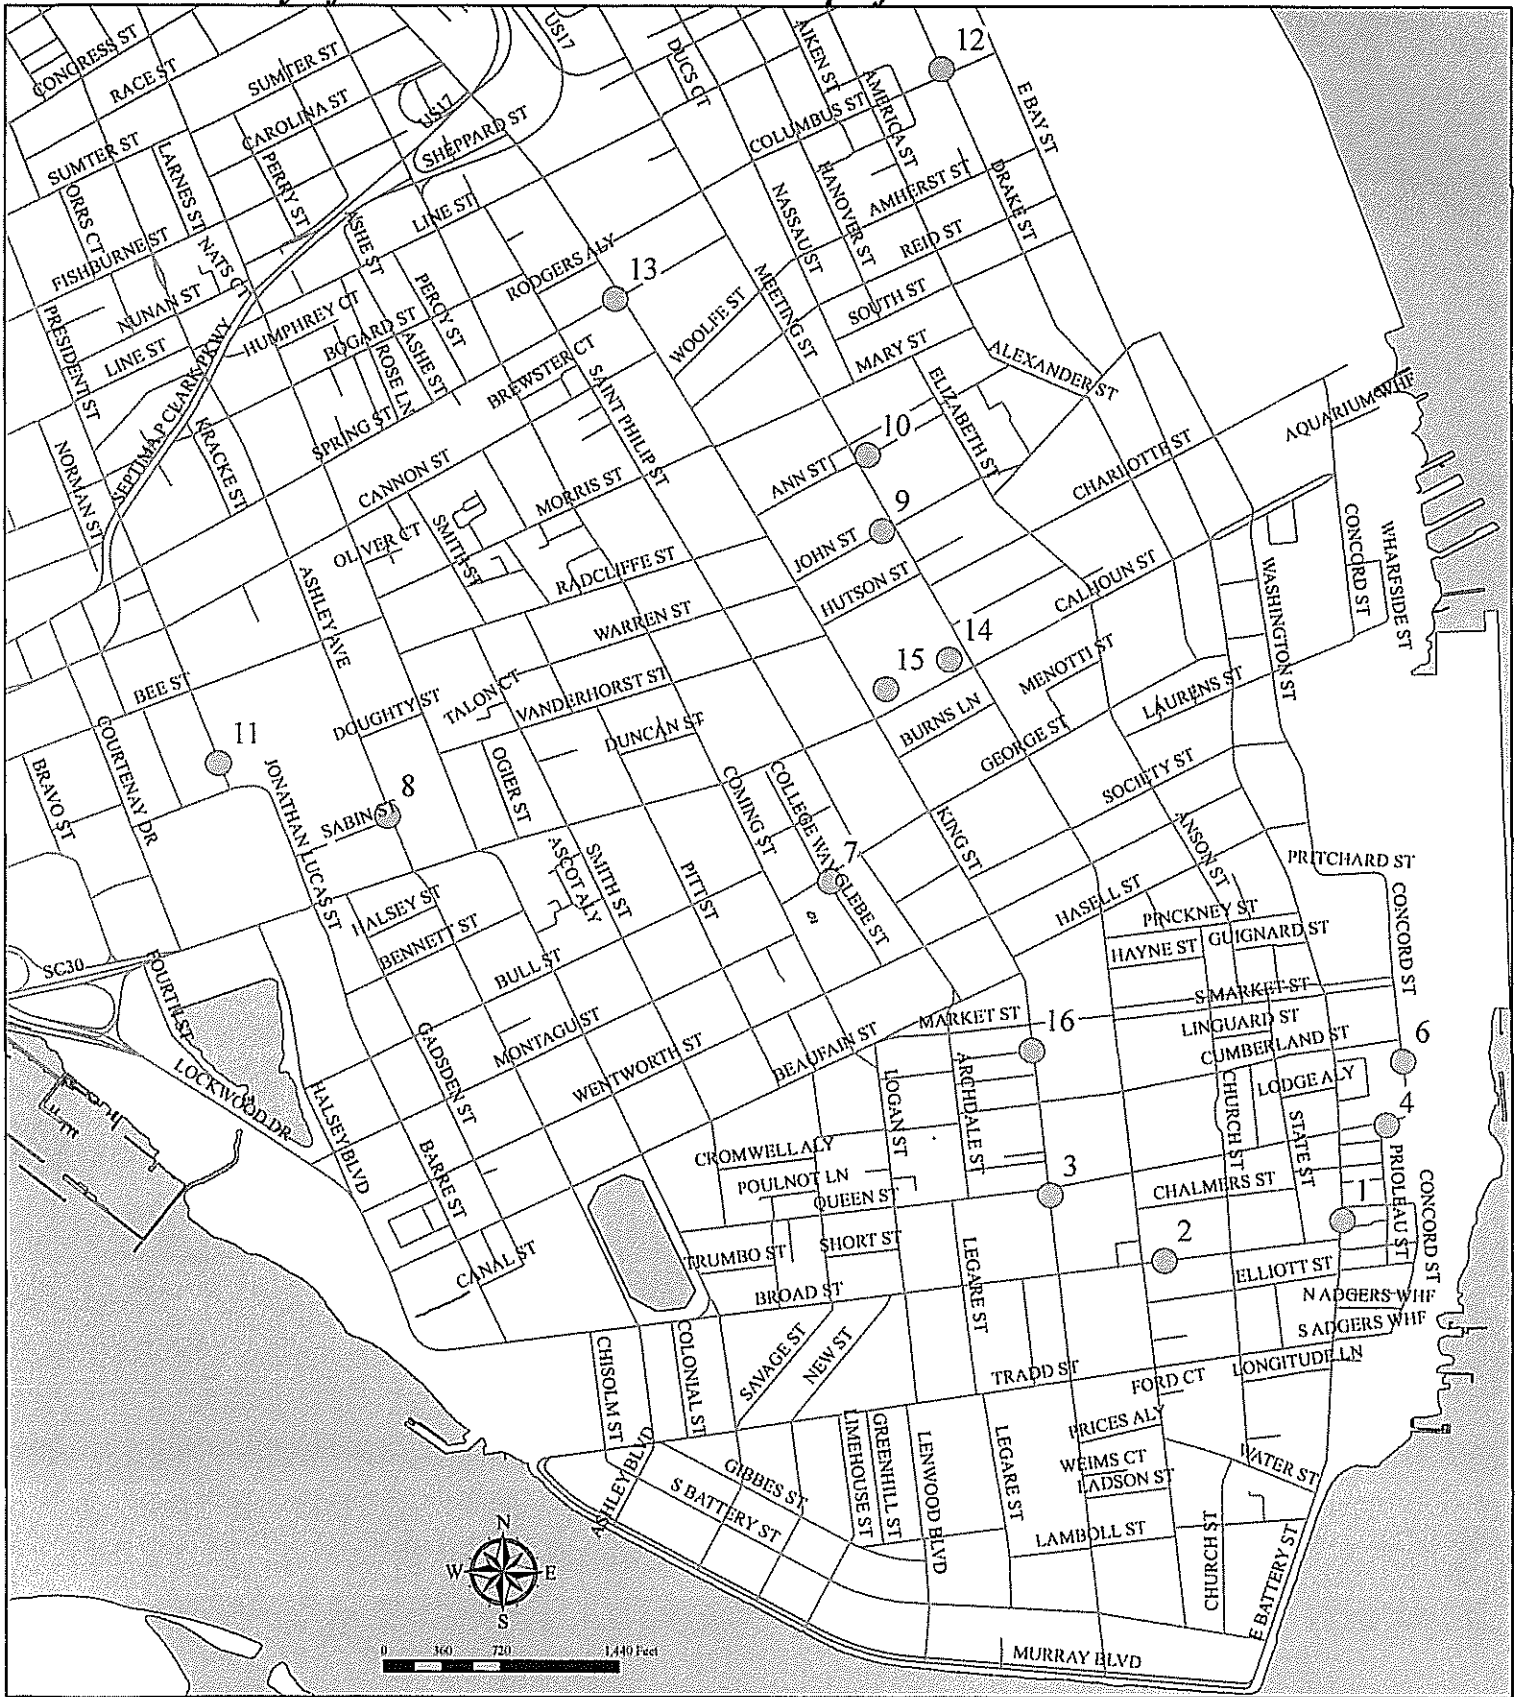 US17
CONGRESS ST
RACE ST
SUMTER ST
DUCS CT
AIKEN ST
12
AMERICA ST
E BAY ST
CAROLINA ST
US17
SHEPPARD ST
COLUMBUS ST
SUMTER ST
LARNES ST
PERRY ST
ORRS CT
HANOVER ST
AMHERST ST
DRAKE ST
NASSAU ST
ASHE ST
LINE ST
REID ST
FISHBURNE ST
NATS CT
RODGERS ALY
13
PERCY ST
MEETING ST
NUNAN ST
HUMPHREY CT
BOGARD ST
WOOLFE ST
SOUTH ST
PRESIDENT ST
LINE ST
ROSE LN
ASHE ST
BREWSTER CT
MARY ST
ALEXANDER ST
SEPTIMA P CLARK PKWY
KRACKE ST
SPRING ST
SAINT PHILIP ST
ELIZABETH ST
AQUARIUM WHF
NORMAN ST
CANNON ST
MORRIS ST
10
ANN ST
CHARLOTTE ST
OLIVER CT
SMITH ST
9
JOHN ST
CONCORD ST
WHARFSIDE ST
ASHLEY AVE
RADCLIFFE ST
HUTSON ST
CALHOUN ST
WASHINGTON ST
WARREN ST
14
15
MENOTTI ST
BEE ST
DOUGHTY ST
TALON CT
VANDERHORST ST
BURNS LN
LAURENS ST
COURTENAY DR
11
DUNCAN ST
GEORGE ST
BRAVO ST
JONATHAN LUCAS ST
SABIN ST
8
OGIER ST
COMING ST
COLLEGE WAY
KING ST
SOCIETY ST
ANSON ST
7
GLEBE ST
PRITCHARD ST
HALSEY ST
ASCOT ALY
SMITH ST
PITT ST
HASELL ST
PINCKNEY ST
CONCORD ST
BENNETT ST
BULL ST
HAYNE ST
GUIGNARD ST
SC30
FOURTH ST
S MARKET ST
MONTAGU ST
MARKET ST
16
LINGUARD ST
CUMBERLAND ST
6
GADSDEN ST
WENTWORTH ST
BEAUFAIN ST
LOGAN ST
ARCHDALE ST
CHURCH ST
LODGE ALY
LOCKWOOD DR
HALSEY BLVD
4
STATE ST
BARRE ST
CROMWELL ALY
POULNOT LN
QUEEN ST
3
CHALMERS ST
1
PRIOLEAU ST
CONCORD ST
CANAL ST
TRUMBO ST
SHORT ST
LEGARE ST
2
ELLIOTT ST
BROAD ST
N ADGERS WHF
S ADGERS WHF
CHISOLM ST
COLONIAL ST
SAVAGE ST
NEW ST
TRADD ST
FORD CT
LONGITUDE LN
ASHLEY BLVD
LIMEHOUSE ST
GREENHILL ST
LENWOOD BLVD
LEGARE ST
PRICES ALY
WEIMS CT
LADSON ST
WATER ST
GIBBES ST
S BATTERY ST
LAMBOLL ST
CHURCH ST
E BATTERY ST
N
W E
S
MURRAY BLVD
0 360 720 1,440 Feet